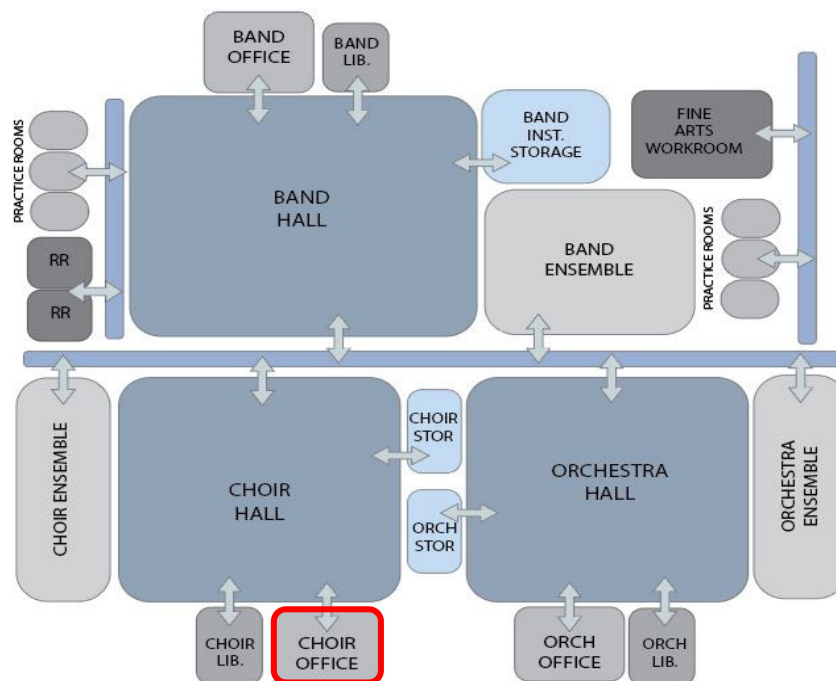 BAND
OFFICE
BAND
LIB.
BAND
INST.
STORAGE
FINE
ARTS
WORKROOM
PRACTICE ROOMS
BAND
HALL
PRACTICE ROOMS
BAND
ENSEMBLE
RR
RR
CHOIR ENSEMBLE
CHOIR
HALL
CHOIR
STOR
ORCH
STOR
ORCHESTRA
HALL
ORCHESTRA
ENSEMBLE
CHOIR
LIB.
CHOIR
OFFICE
ORCH
OFFICE
ORCH
LIB.